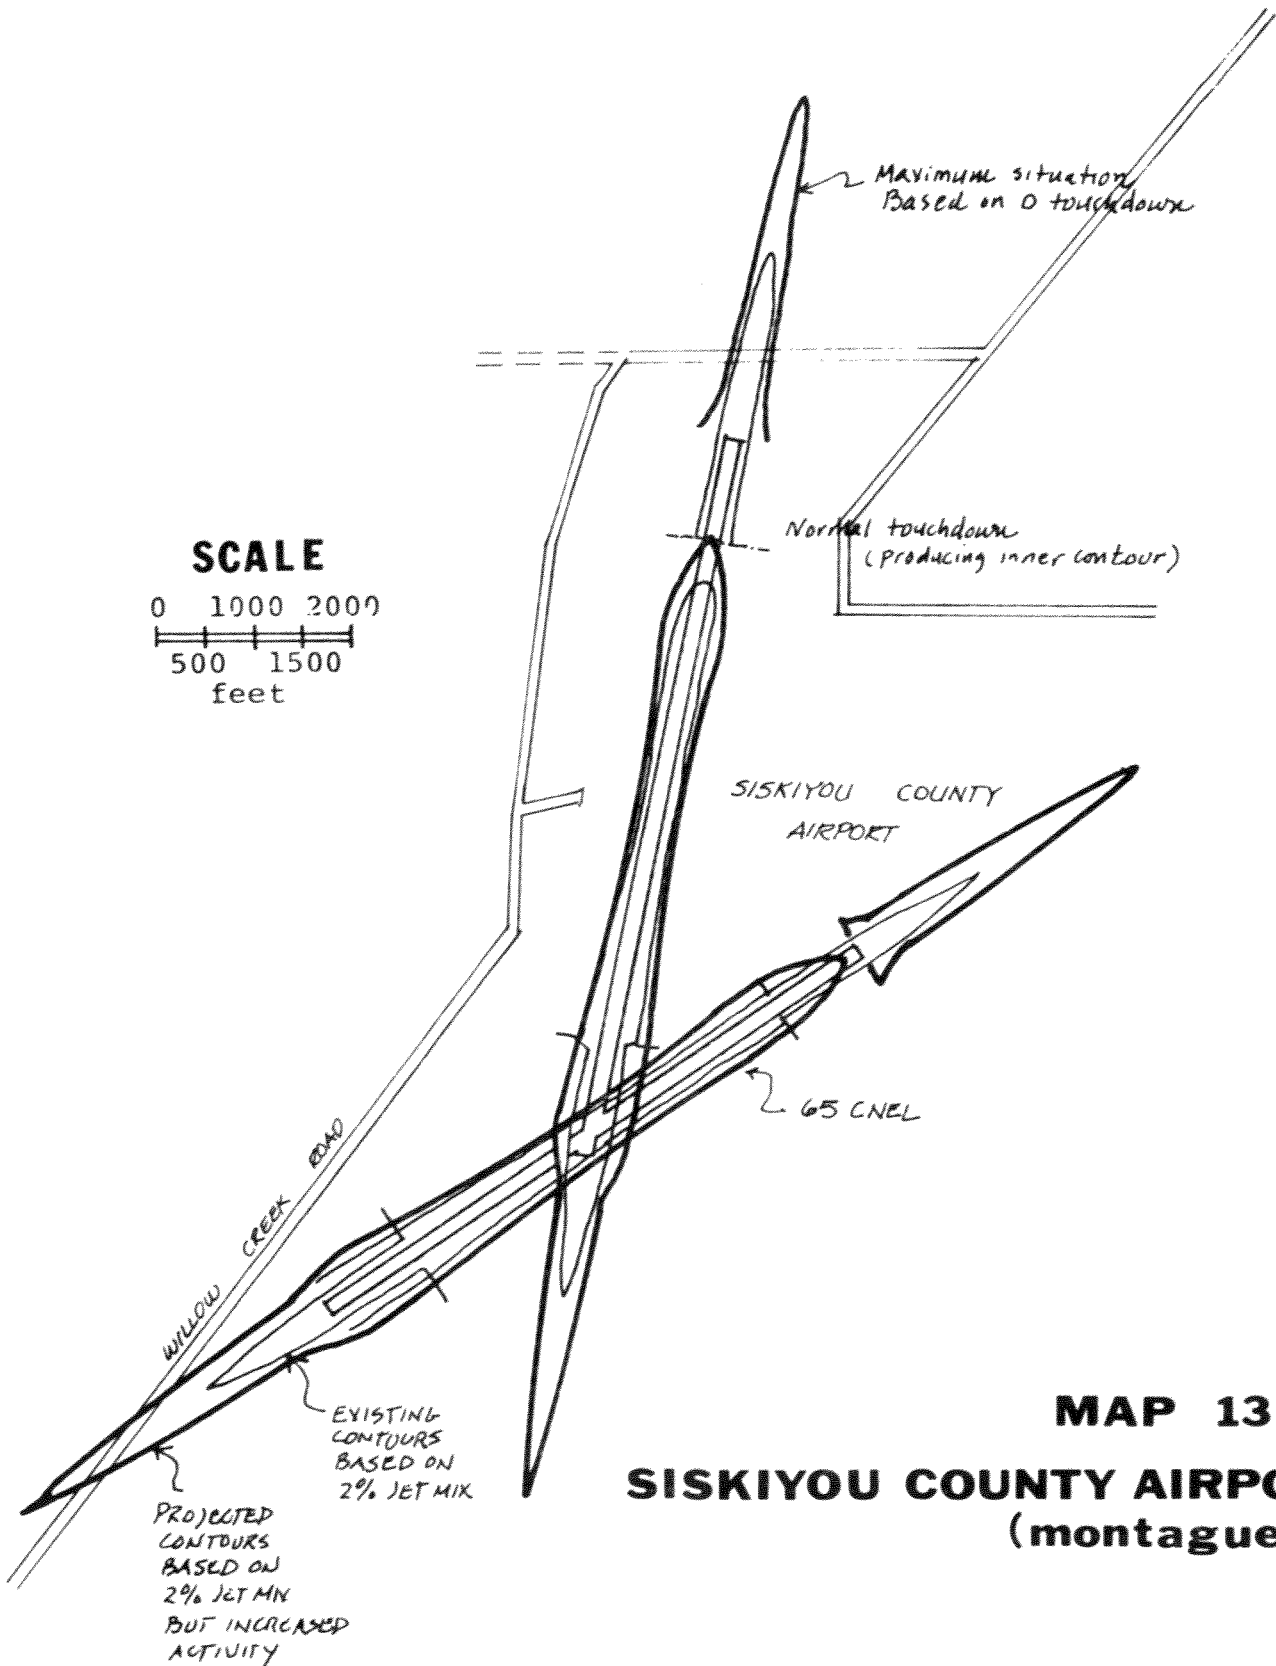 Maximum situation
Based on 0 touchdown
Normal touchdown
(producing inner contour)
SCALE
0 1000 2000
500 1500
feet
SISKIYOU COUNTY
AIRPORT
65 CNEL
WILLOW CREEK ROAD
EXISTING
CONTOURS
BASED ON
2% JET MIX
PROJECTED
CONTOURS
BASED ON
2% JET MIX
BUT INCREASED
ACTIVITY
MAP 13
SISKIYOU COUNTY AIRPO
(montague